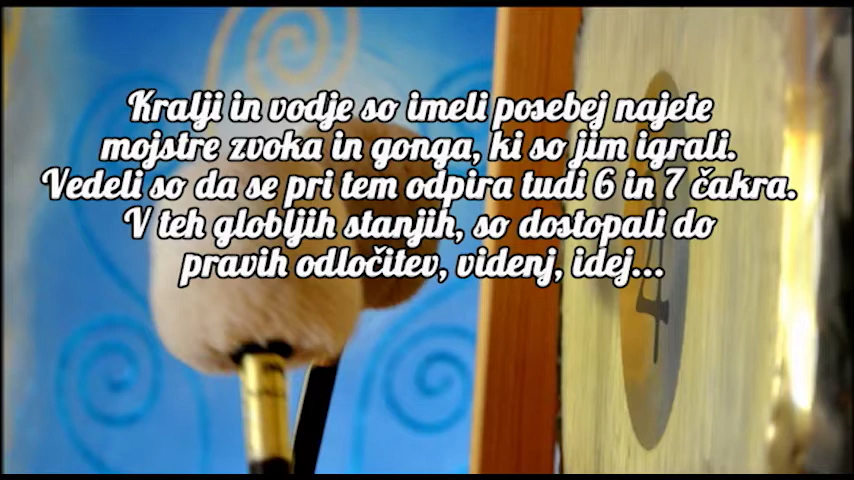 Kralji in vodje so imeli posebej najete
mojstre zvoka in gonga, ki so jim igrali.
Vedeli so da se pri tem odpira tudi 6 in 7 čakra.
V teh globljih stanjih, so dostopali do
pravih odločitev, videnj, idej...